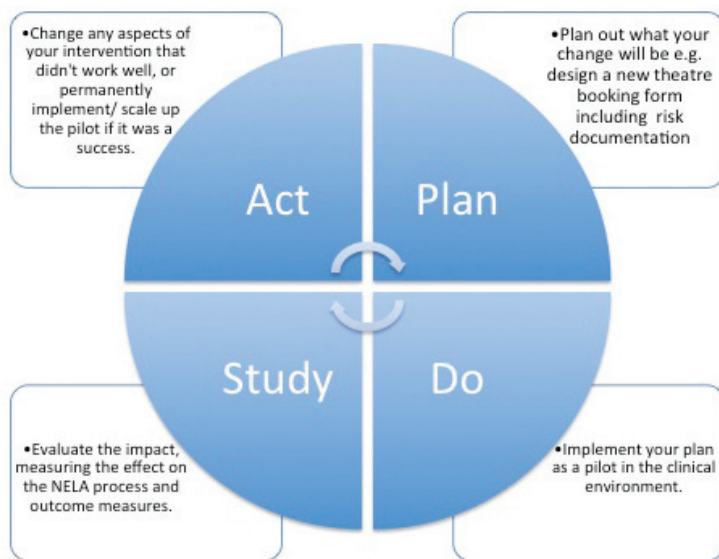 •Change any aspects of
your intervention that
didn't work well, or
permanently
implement/ scale up
the pilot if it was a
success.
•Plan out what your
change will be e.g.
design a new theatre
booking form
including risk
documentation
Act
Plan
Study
Do
•Evaluate the impact,
measuring the effect on
the NELA process and
outcome measures.
•Implement your plan
as a pilot in the clinical
environment.